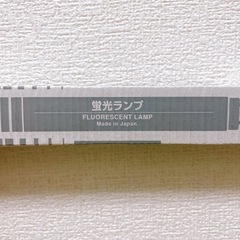 蛍光ランプ
FLUORESCENT LAMP
Made in Japan